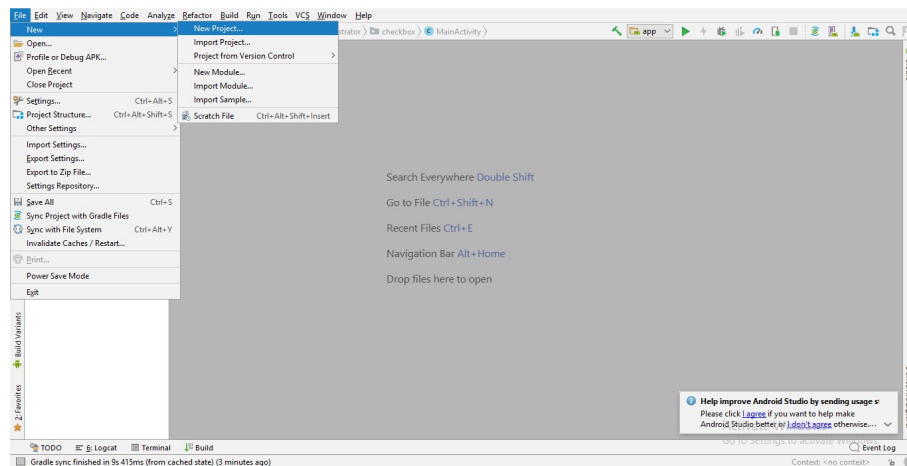 File Edit View Navigate Code Analyze Refactor Build Run Tools VCS Window Help
New
New Project...
strator checkbox MainActivity
app
Open...
Import Project...
Profile or Debug APK...
Project from Version Control
Open Recent
New Module...
Close Project
Import Module...
Settings... Ctrl+Alt+S
Import Sample...
Project Structure... Ctrl+Alt+Shift+S
Scratch File Ctrl+Alt+Shift+Insert
Other Settings
Import Settings...
Export Settings...
Export to Zip File...
Settings Repository...
Save All Ctrl+S
Sync Project with Gradle Files
Sync with File System Ctrl+Alt+Y
Invalidate Caches / Restart...
Print...
Power Save Mode
Exit
Search Everywhere Double Shift
Go to File Ctrl+Shift+N
Recent Files Ctrl+E
Navigation Bar Alt+Home
Drop files here to open
Build Variants
2: Favorites
Help improve Android Studio by sending usage s
Please click I agree if you want to help make
Android Studio better or I don't agree otherwise....
Go to Settings to activate Windows.
TODO 6: Logcat Terminal Build
Event Log
Gradle sync finished in 9s 415ms (from cached state) (3 minutes ago)
Context: <no context>